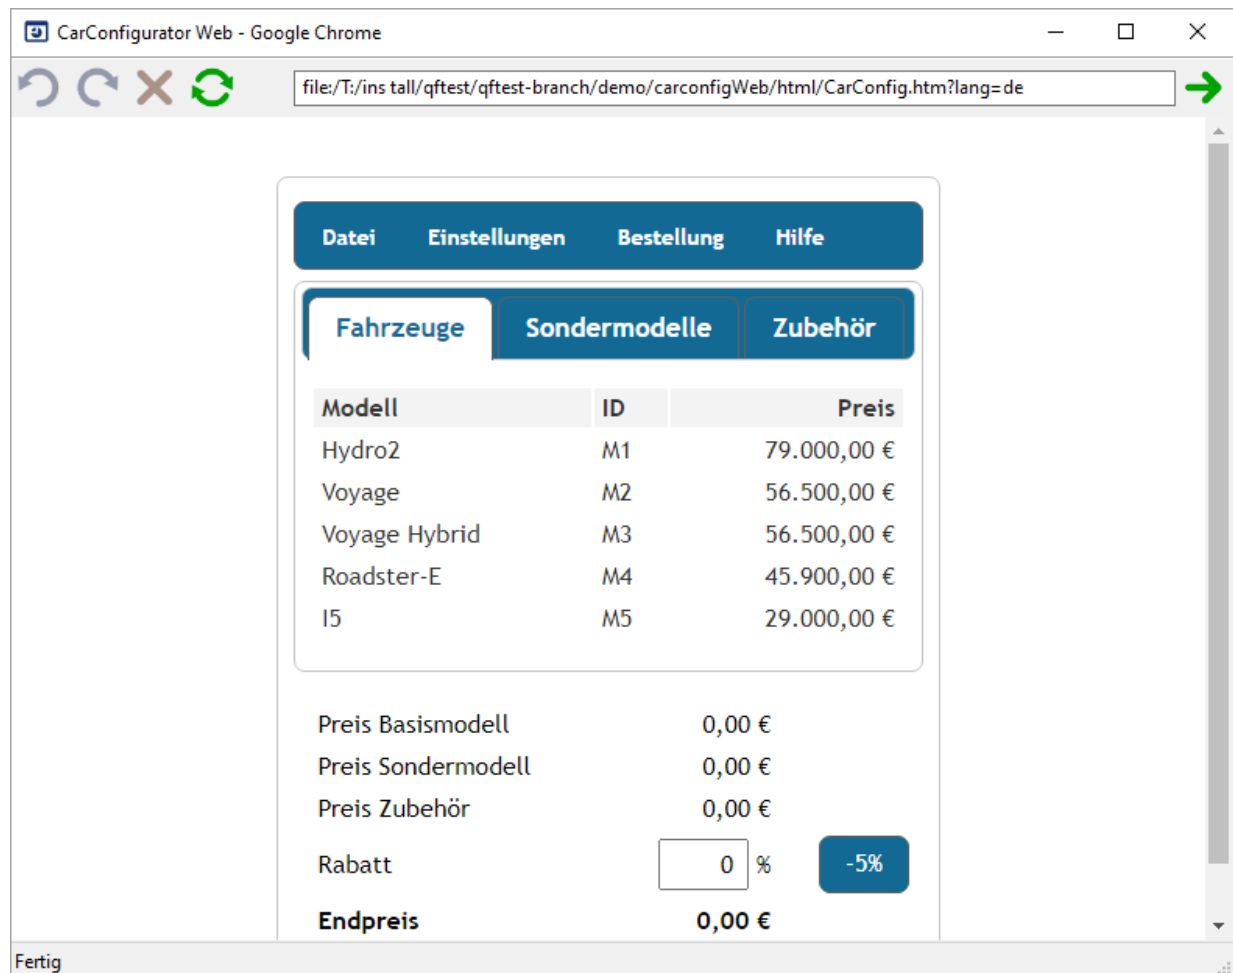 CarConfigurator Web - Google Chrome
file:/T:/ins tall/qftest/qftest-branch/demo/carconfigWeb/html/CarConfig.htm?lang=de
Datei Einstellungen Bestellung Hilfe
Fahrzeuge Sondermodelle Zubehör
Modell ID Preis
Hydro2 M1 79.000,00 €
Voyage M2 56.500,00 €
Voyage Hybrid M3 56.500,00 €
Roadster-E M4 45.900,00 €
I5 M5 29.000,00 €
Preis Basismodell 0,00 €
Preis Sondermodell 0,00 €
Preis Zubehör 0,00 €
Rabatt 0 % -5%
Endpreis 0,00 €
Fertig